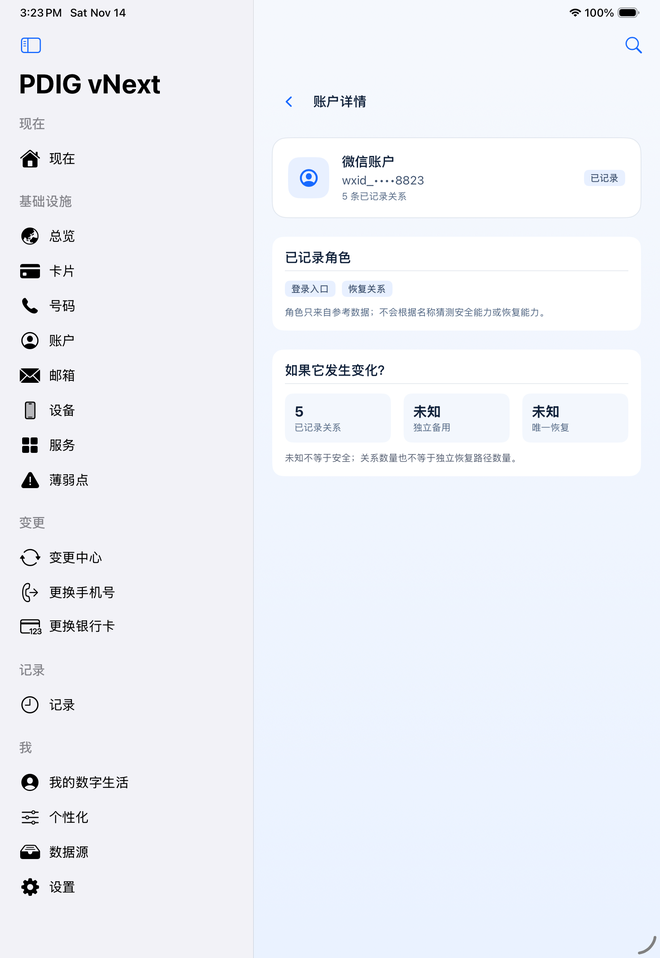 3:23 PM Sat Nov 14
100%
PDIG vNext
现在
现在
基础设施
总览
卡片
号码
账户
邮箱
设备
服务
薄弱点
变更
变更中心
更换手机号
123
更换银行卡
记录
记录
我
我的数字生活
个性化
数据源
设置
账户详情
微信账户
wxid_••••8823
5 条已记录关系
已记录
已记录角色
登录入口 恢复关系
角色只来自参考数据；不会根据名称猜测安全能力或恢复能力。
如果它发生变化?
5 未知 未知
已记录关系 独立备用 唯一恢复
未知不等于安全；关系数量也不等于独立恢复路径数量。